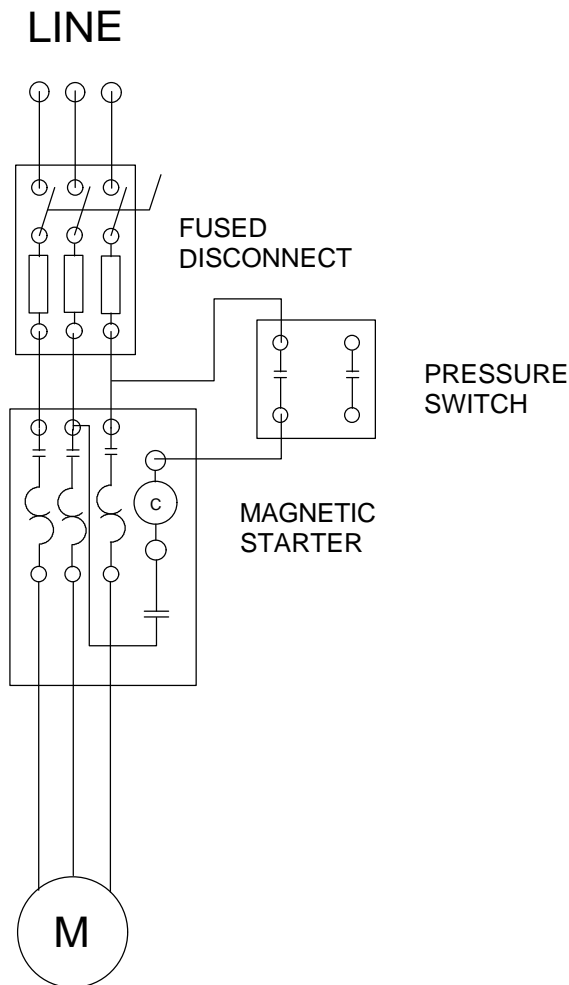 LINE
FUSED
DISCONNECT
PRESSURE
SWITCH
C
MAGNETIC
STARTER
M